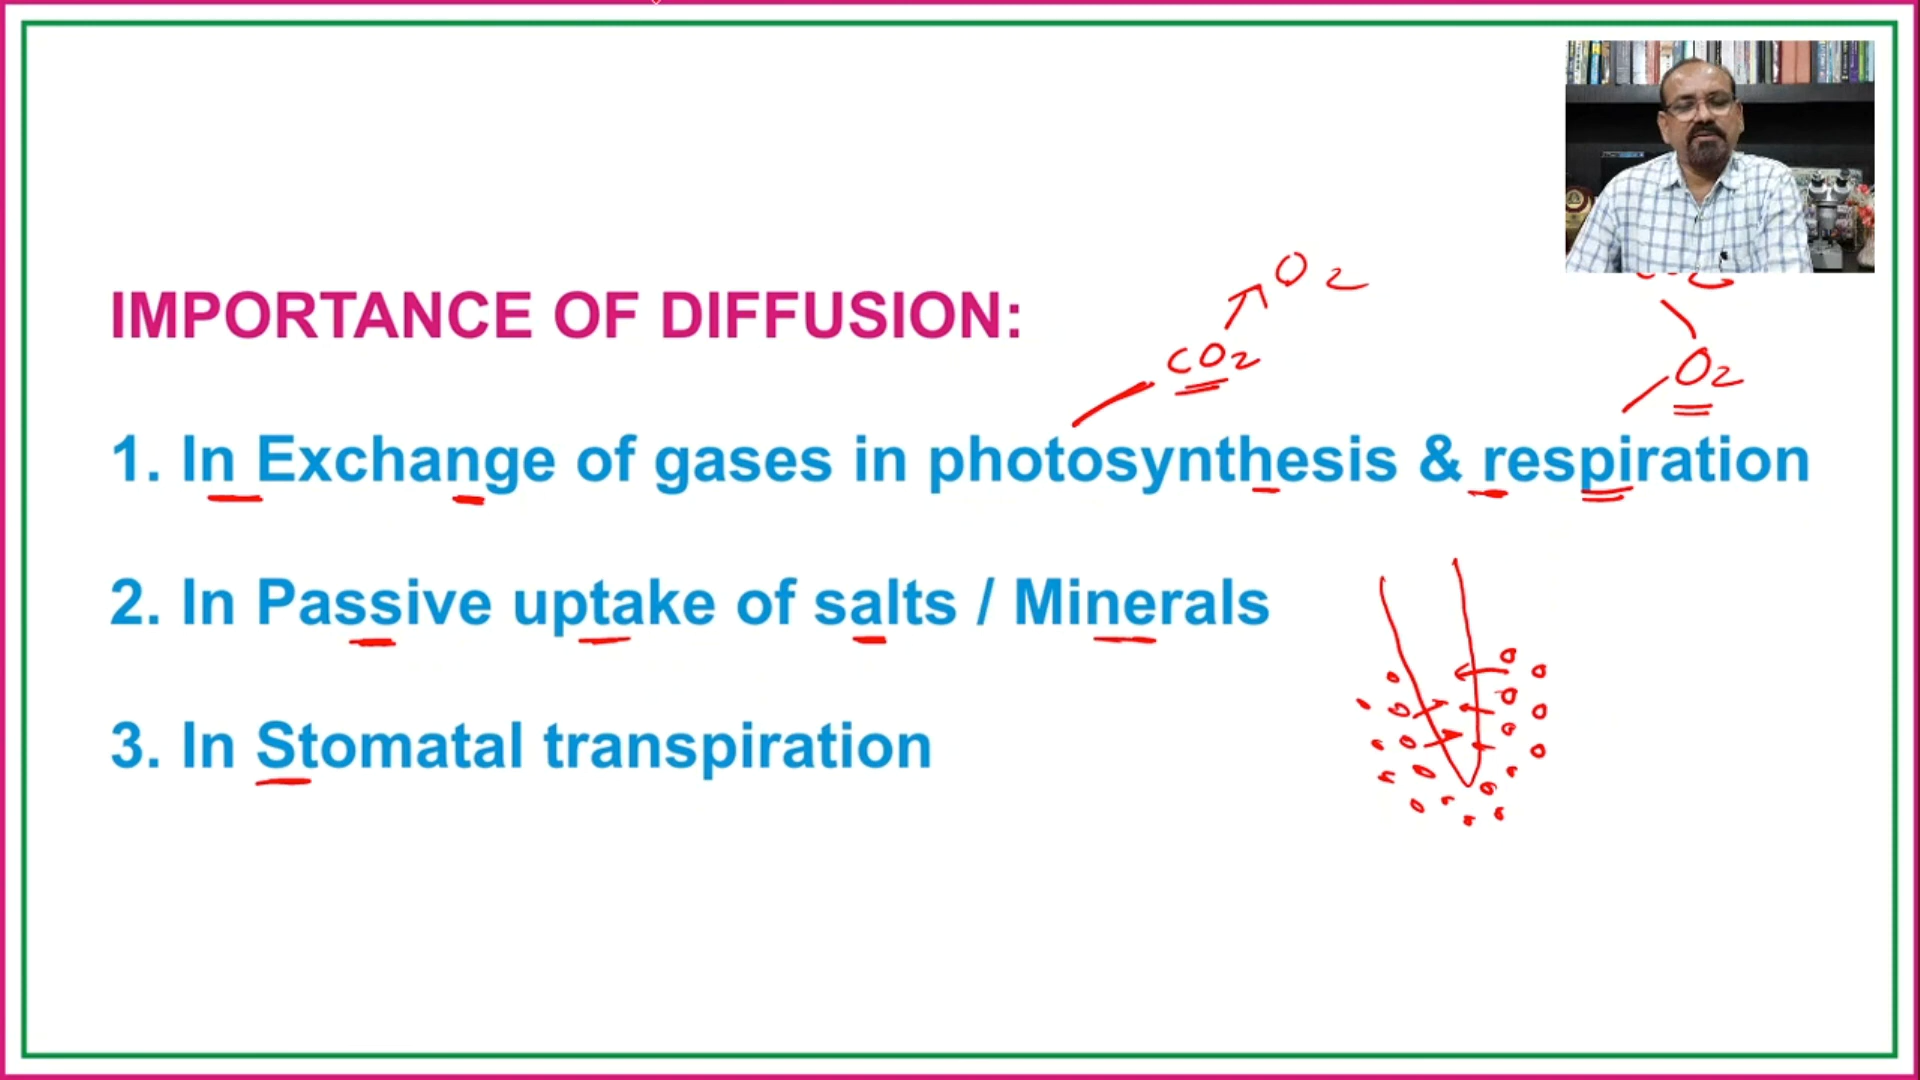 O2
CO2
O2
IMPORTANCE OF DIFFUSION:
1. In Exchange of gases in photosynthesis & respiration
2. In Passive uptake of salts / Minerals
3. In Stomatal transpiration